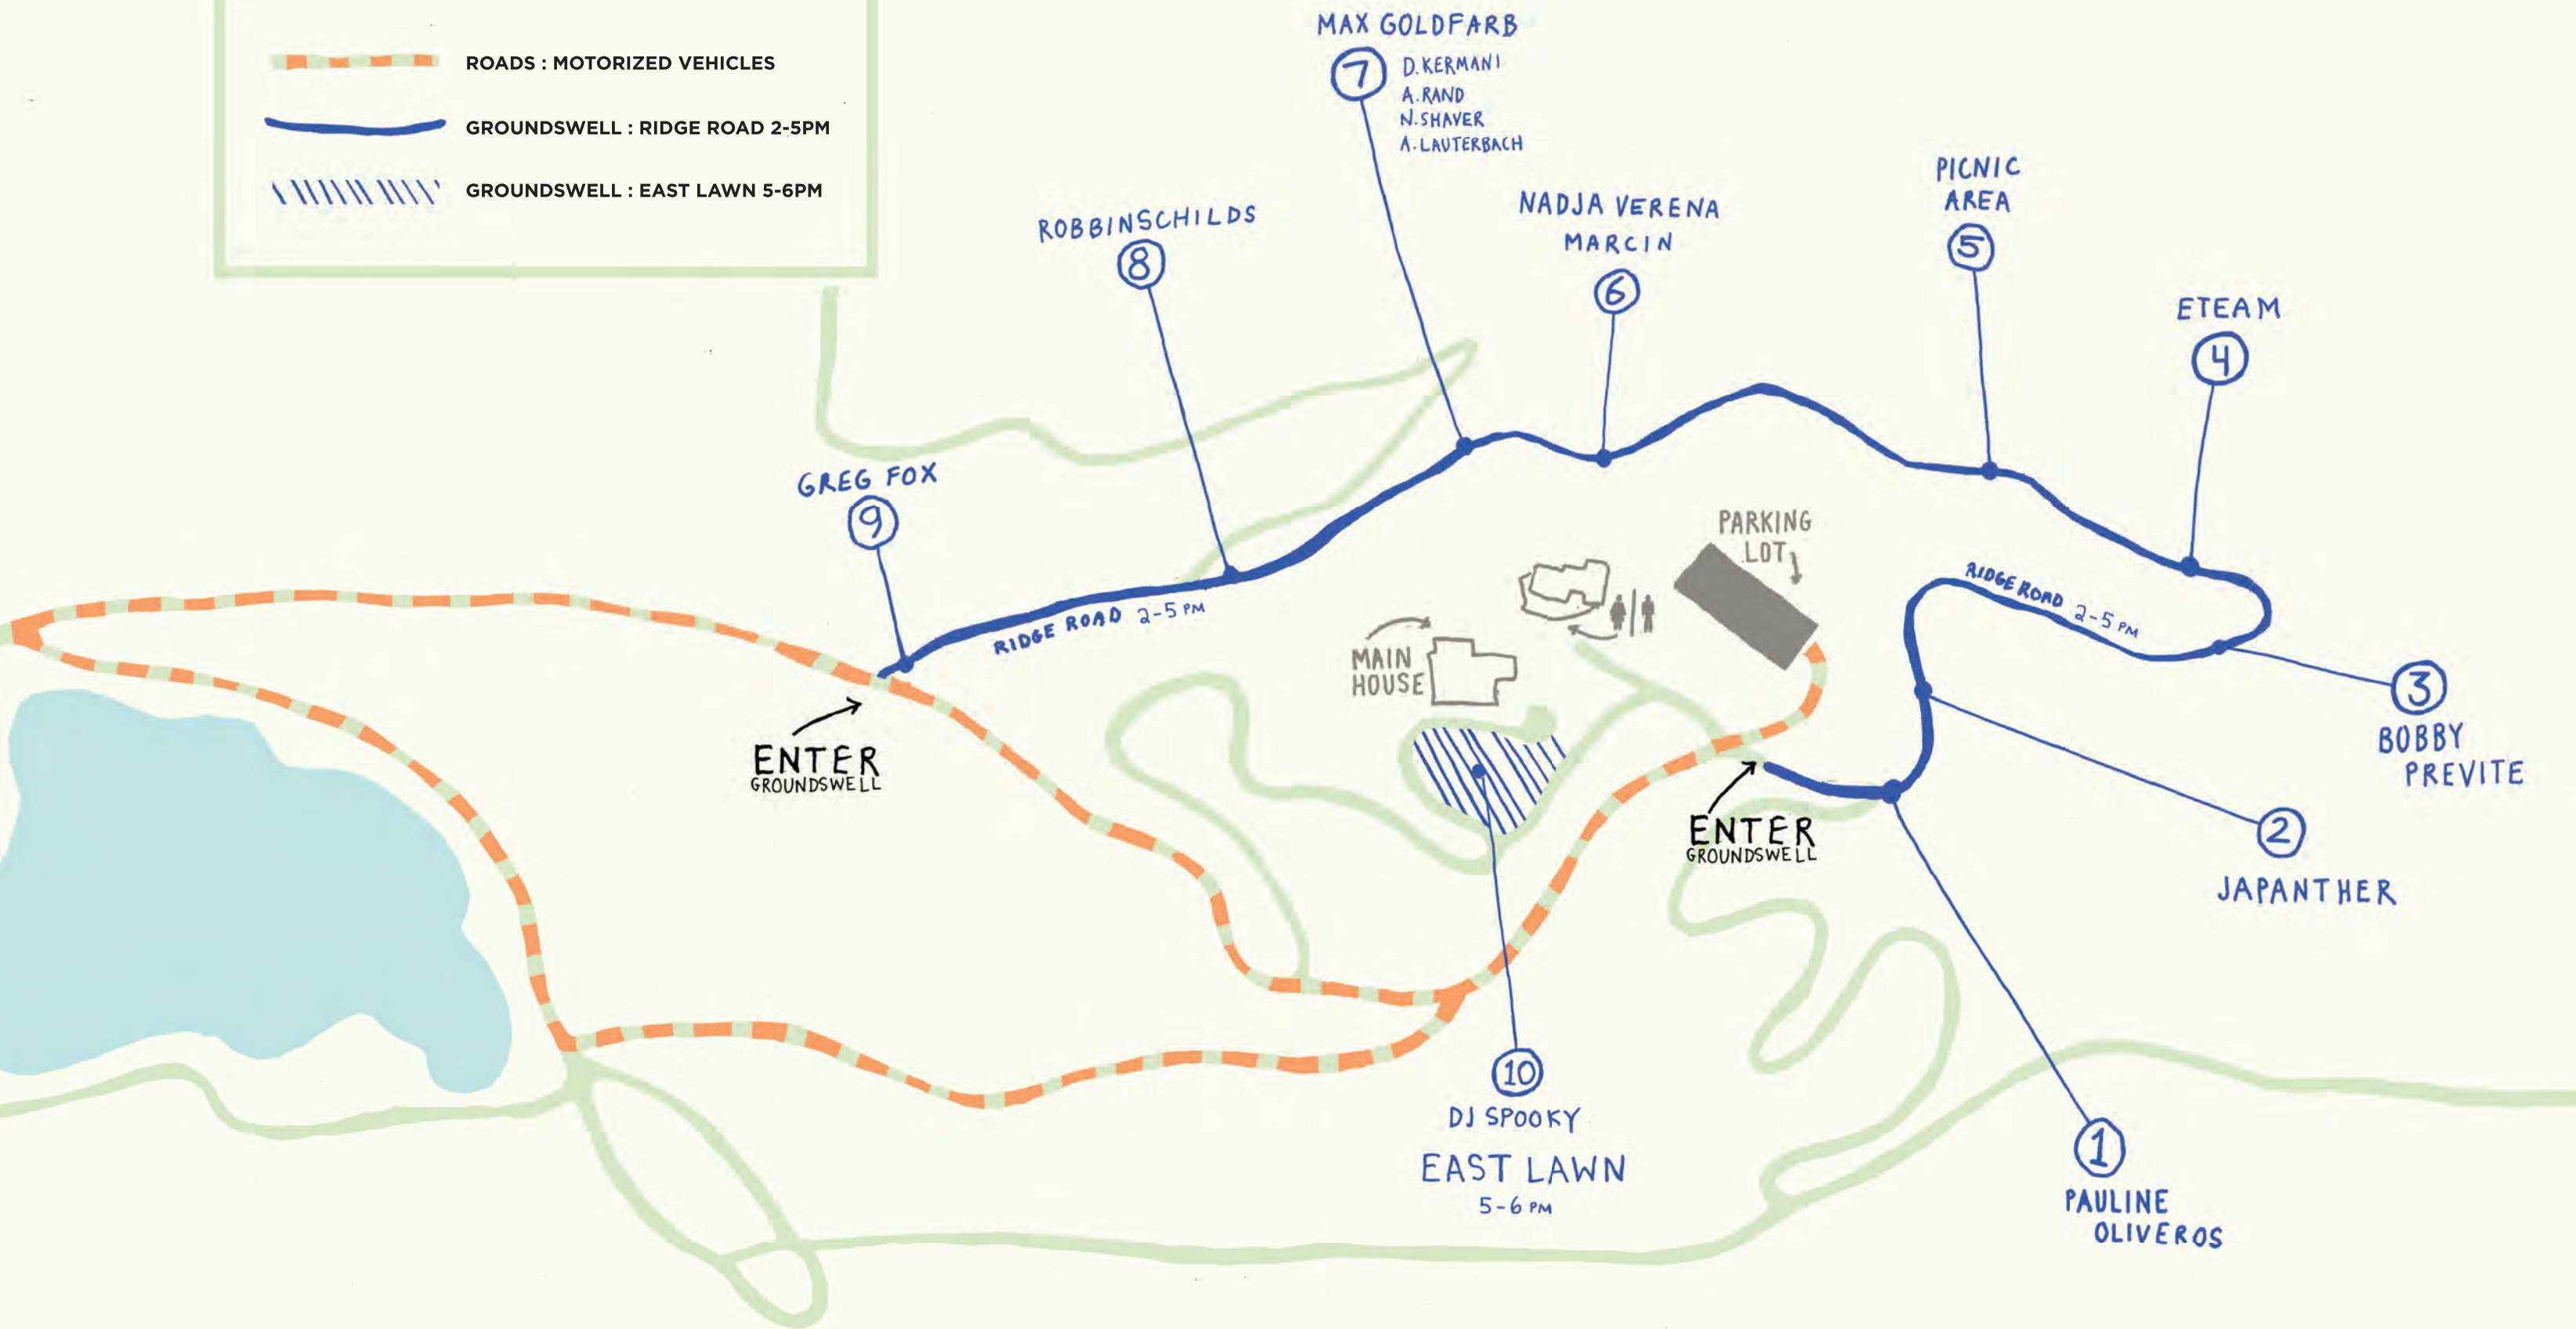 ROADS : MOTORIZED VEHICLES
GROUNDSWELL : RIDGE ROAD 2-5PM
GROUNDSWELL : EAST LAWN 5-6PM
MAX GOLDFARB
7
D. KERMANI
A. RAND
N. SHAVER
A. LAUTERBACH
ROBBINSCHILDS
8
NADJA VERENA
MARCIN
6
PICNIC
AREA
5
ETEAM
4
GREG FOX
9
RIDGE ROAD 2-5 PM
PARKING
LOT
MAIN
HOUSE
RIDGE ROAD 2-5 PM
3
BOBBY
PREVITE
ENTER
GROUNDSWELL
ENTER
GROUNDSWELL
2
JAPANTHER
10
DJ SPOOKY
EAST LAWN
5-6 PM
1
PAULINE
OLIVEROS